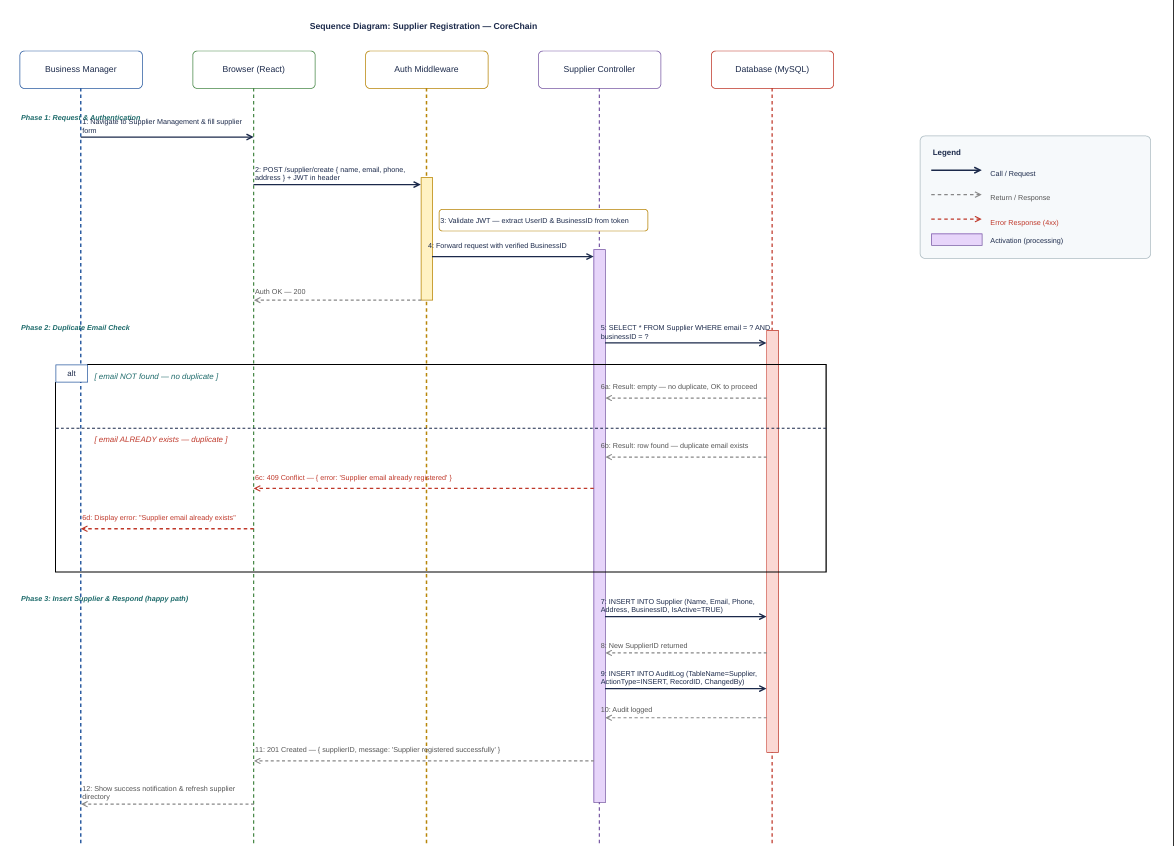 Sequence Diagram: Supplier Registration — CoreChain
Business Manager
Browser (React)
Auth Middleware
Supplier Controller
Database (MySQL)
Phase 1: Request & Authentication
1: Navigate to Supplier Management & fill supplier
form
Legend
Call / Request
Return / Response
Error Response (4xx)
Activation (processing)
2: POST /supplier/create { name, email, phone,
address } + JWT in header
3: Validate JWT — extract UserID & BusinessID from token
4: Forward request with verified BusinessID
Auth OK — 200
Phase 2: Duplicate Email Check
5: SELECT * FROM Supplier WHERE email = ? AND
businessID = ?
alt
[ email NOT found — no duplicate ]
6a: Result: empty — no duplicate, OK to proceed
[ email ALREADY exists — duplicate ]
6b: Result: row found — duplicate email exists
6c: 409 Conflict — { error: 'Supplier email already registered' }
6d: Display error: "Supplier email already exists"
Phase 3: Insert Supplier & Respond (happy path)
7: INSERT INTO Supplier (Name, Email, Phone,
Address, BusinessID, IsActive=TRUE)
8: New SupplierID returned
9: INSERT INTO AuditLog (TableName=Supplier,
ActionType=INSERT, RecordID, ChangedBy)
10: Audit logged
11: 201 Created — { supplierID, message: 'Supplier registered successfully' }
12: Show success notification & refresh supplier
directory